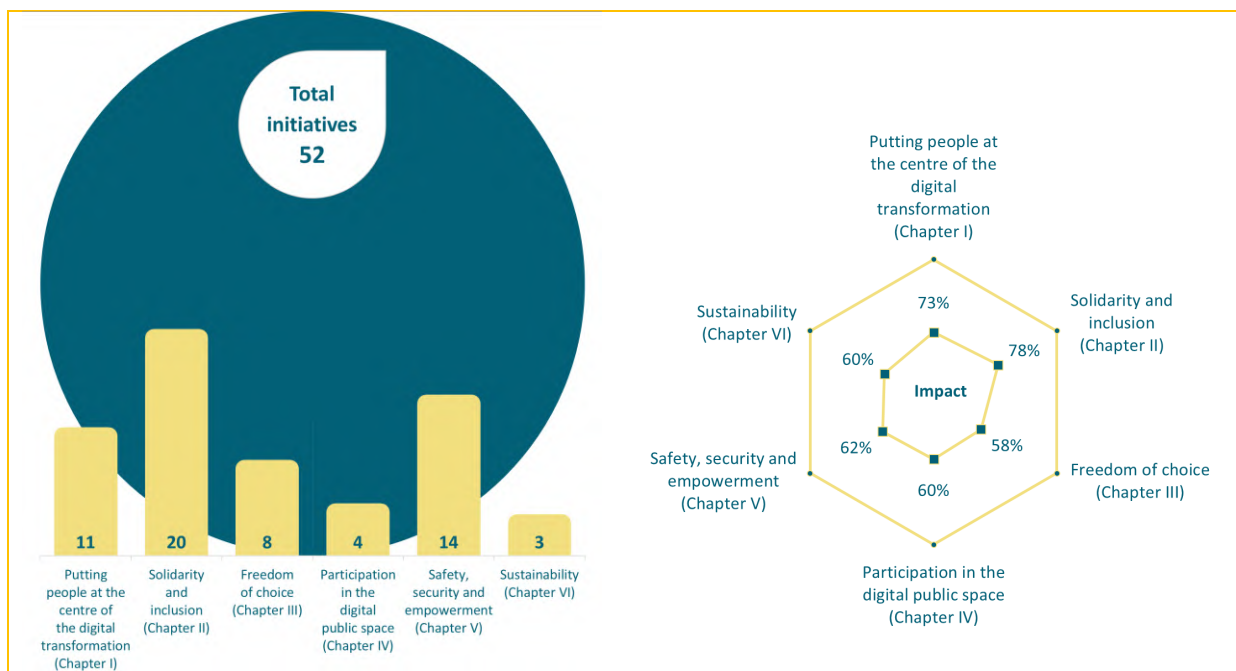 Total
initiatives
52
11
20
8
4
14
3
Putting
people at the
centre of
the digital
transformation
(Chapter I)
Solidarity
and
inclusion
(Chapter II)
Freedom
of choice
(Chapter III)
Participation
in the
digital
public space
(Chapter IV)
Safety,
security and
empowerment
(Chapter V)
Sustainability
(Chapter VI)
Putting people at
the centre of the
digital
transformation
(Chapter I)
Sustainability
(Chapter VI)
Solidarity and
inclusion
(Chapter II)
73%
78%
60%
Impact
62%
58%
60%
Safety, security and
empowerment
(Chapter V)
Freedom of choice
(Chapter III)
Participation in the
digital public space
(Chapter IV)